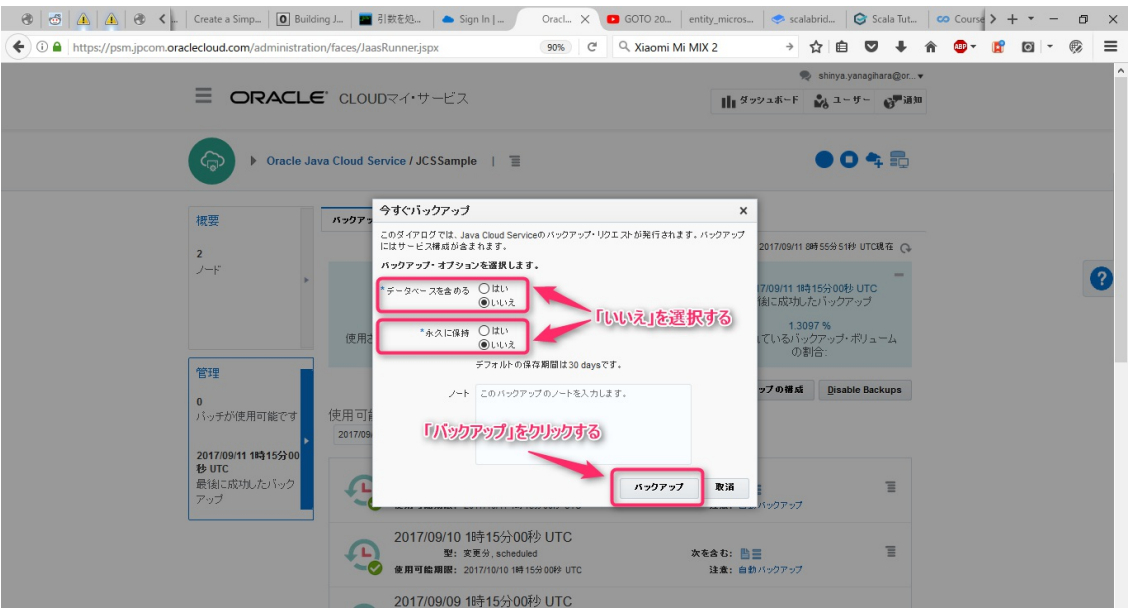 Create a Simp...
Building J...
引数を処...
Sign In | ...
Oracl...
GOTO 20...
entity_micros...
scalabrid...
Scala Tut...
Course
https://psm.jpcom.oraclecloud.com/administration/faces/JaasRunner.jspx
90%
Xiaomi Mi MIX 2
ABP
shinya.yanagihara@or...
ORACLE CLOUDマイ・サービス
ダッシュボード
ユーザー
通知
Oracle Java Cloud Service / JCSSample
概要
2
ノード
管理
0
パッチが使用可能です
2017/09/11 1時15分00秒 UTC
最後に成功したバックアップ
バックアッ
2017/09/11 8時55分51秒 UTC現在
7/09/11 1時15分00秒 UTC
後に成功したバックアップ
1.3097 %
ているバックアップ・ボリューム
の割合:
使用さ
ップの構成
Disable Backups
使用可能
2017/09/
今すぐバックアップ
このダイアログでは、Java Cloud Serviceのバックアップ・リクエストが発行されます。バックアップ
にはサービス構成が含まれます。
バックアップ・オプションを選択します。
*データベースを含める
はい
いいえ
*永久に保持
はい
いいえ
デフォルトの保存期間は30 daysです。
ノート
このバックアップのノートを入力します。
「いいえ」を選択する
「バックアップ」をクリックする
バックアップ
取消
自動バックアップ
2017/09/10 1時15分00秒 UTC
型: 変更分, scheduled
次を含む:
使用可能期限: 2017/10/10 1時15分00秒 UTC
注意: 自動バックアップ
2017/09/09 1時15分00秒 UTC